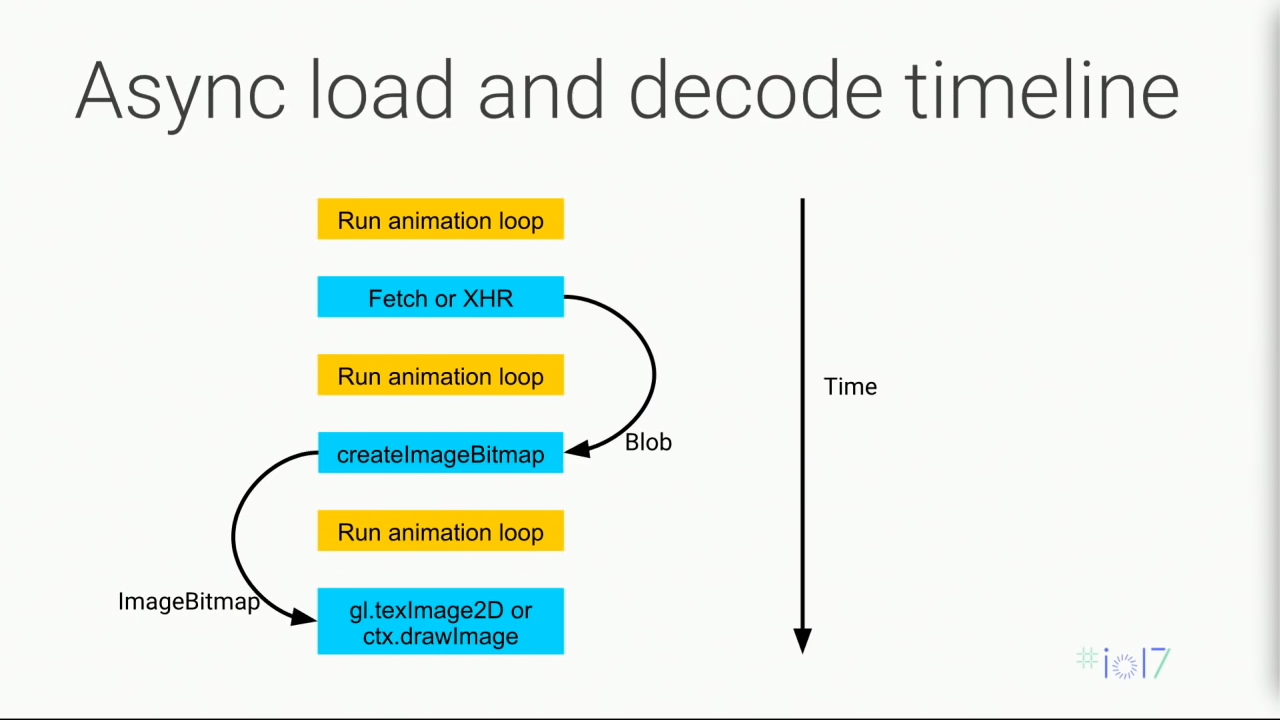 Async load and decode timeline
Run animation loop
Fetch or XHR
Run animation loop
Time
Blob
createImageBitmap
Run animation loop
ImageBitmap
gl.texImage2D or
ctx.drawImage
#io17